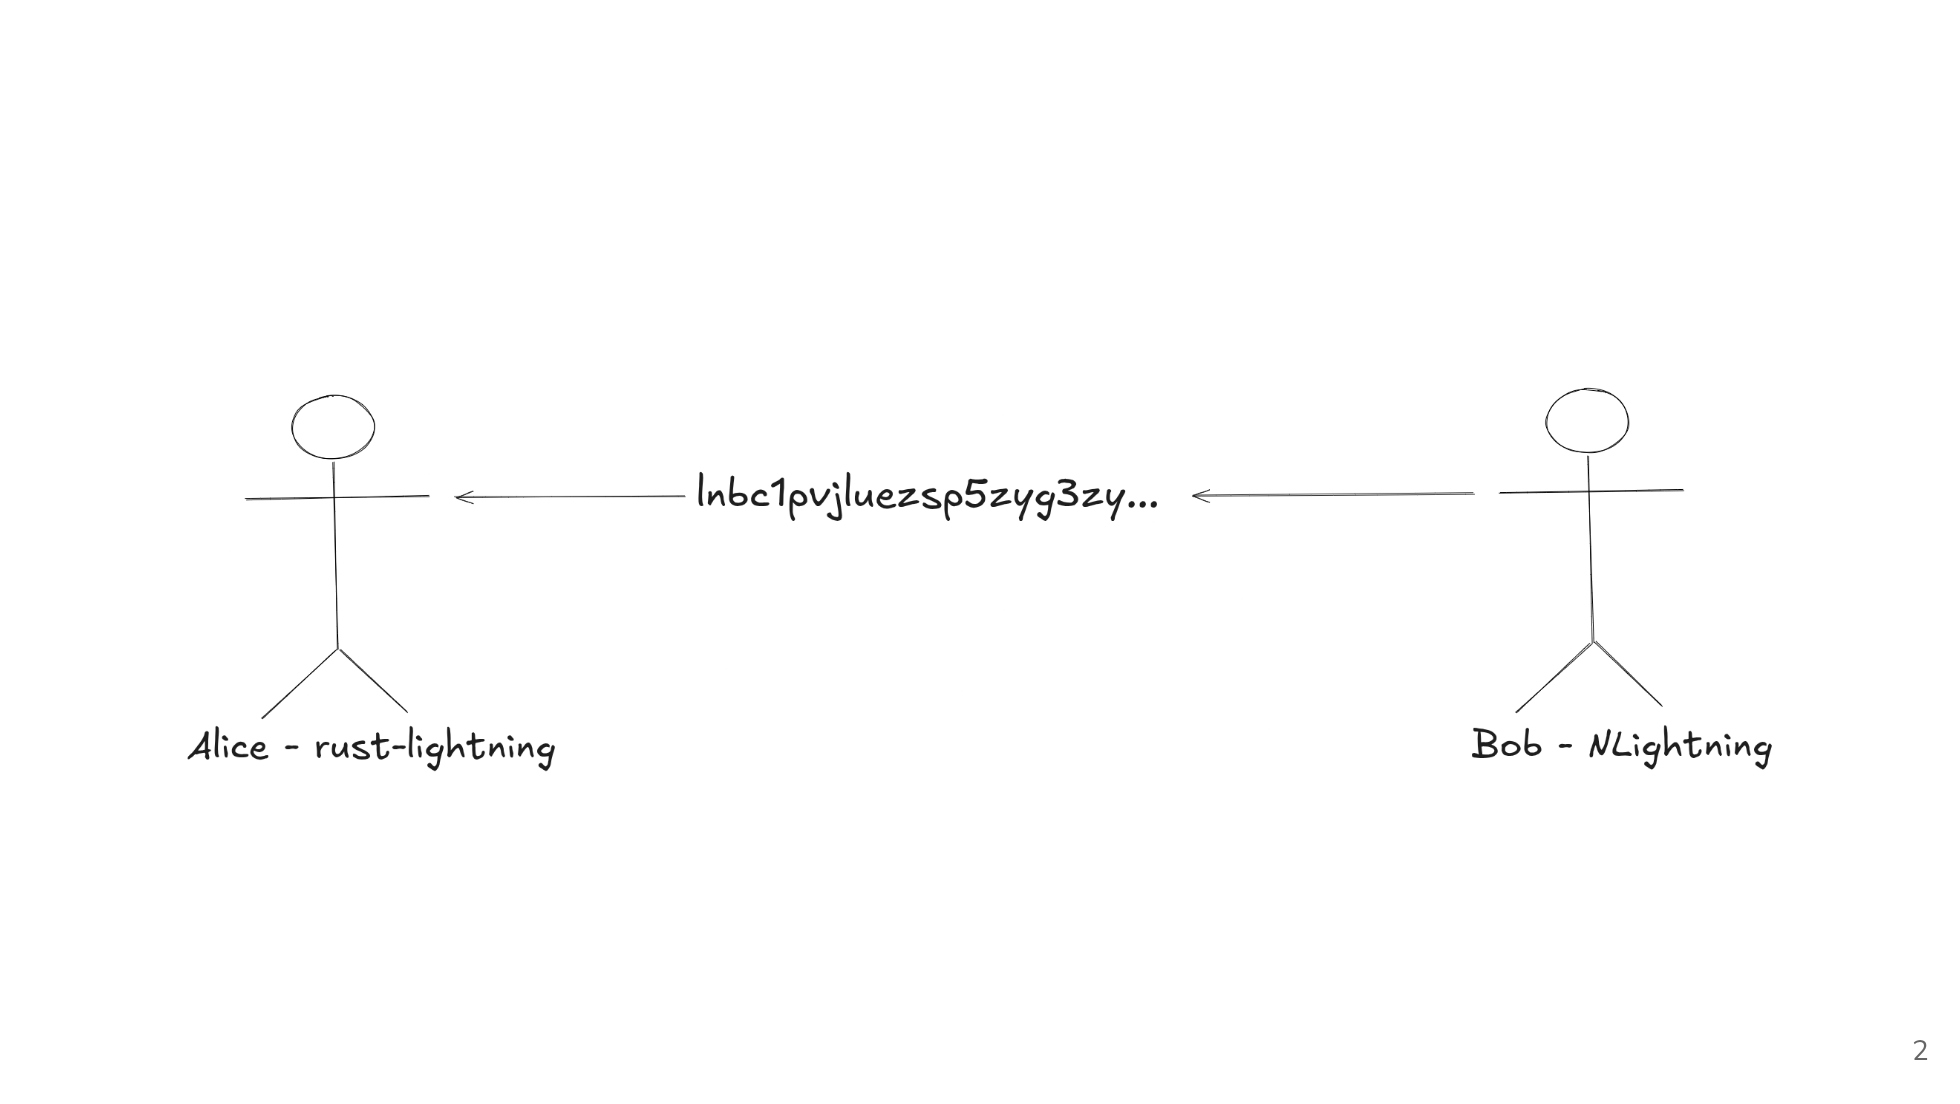 lnbc1pvjluezsp5zyg3zy...
Alice - rust-lightning
Bob - NLightning
2